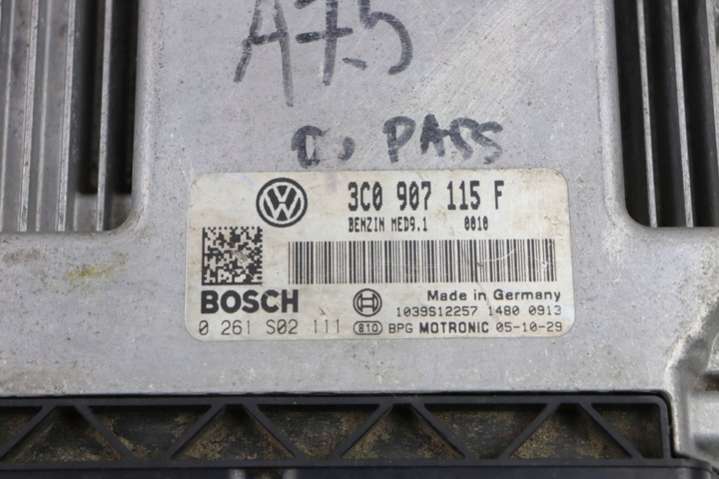 A75
PASS
3C0 907 115 F
BENZIN MED9.1 0010
BOSCH
Made in Germany
1039S12257 1480 0913
0 261 S02 111 810 BPG MOTRONIC 05-10-29